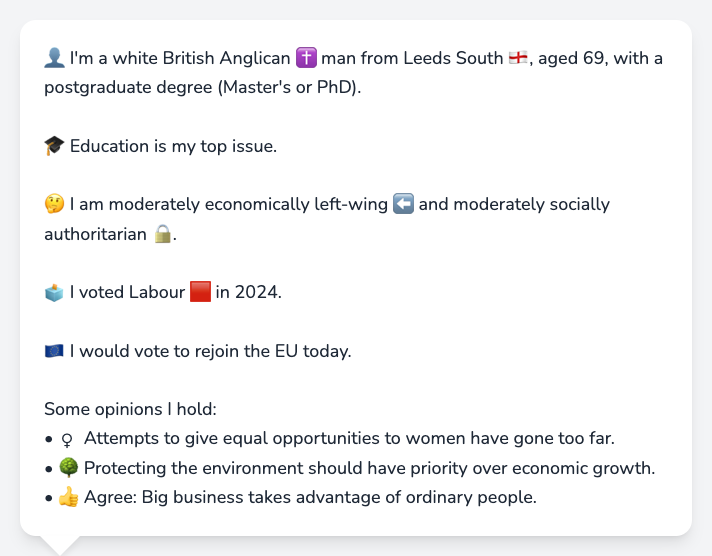 👤 I'm a white British Anglican ✝️ man from Leeds South 🏴󠁧󠁢󠁥󠁮󠁧󠁿, aged 69, with a
postgraduate degree (Master's or PhD).
🎓 Education is my top issue.
🤔 I am moderately economically left-wing ⬅️ and moderately socially
authoritarian 🔒.
🗳️ I voted Labour 🟥 in 2024.
🇪🇺 I would vote to rejoin the EU today.
Some opinions I hold:
• ♀ Attempts to give equal opportunities to women have gone too far.
• 🌳 Protecting the environment should have priority over economic growth.
• 👍 Agree: Big business takes advantage of ordinary people.